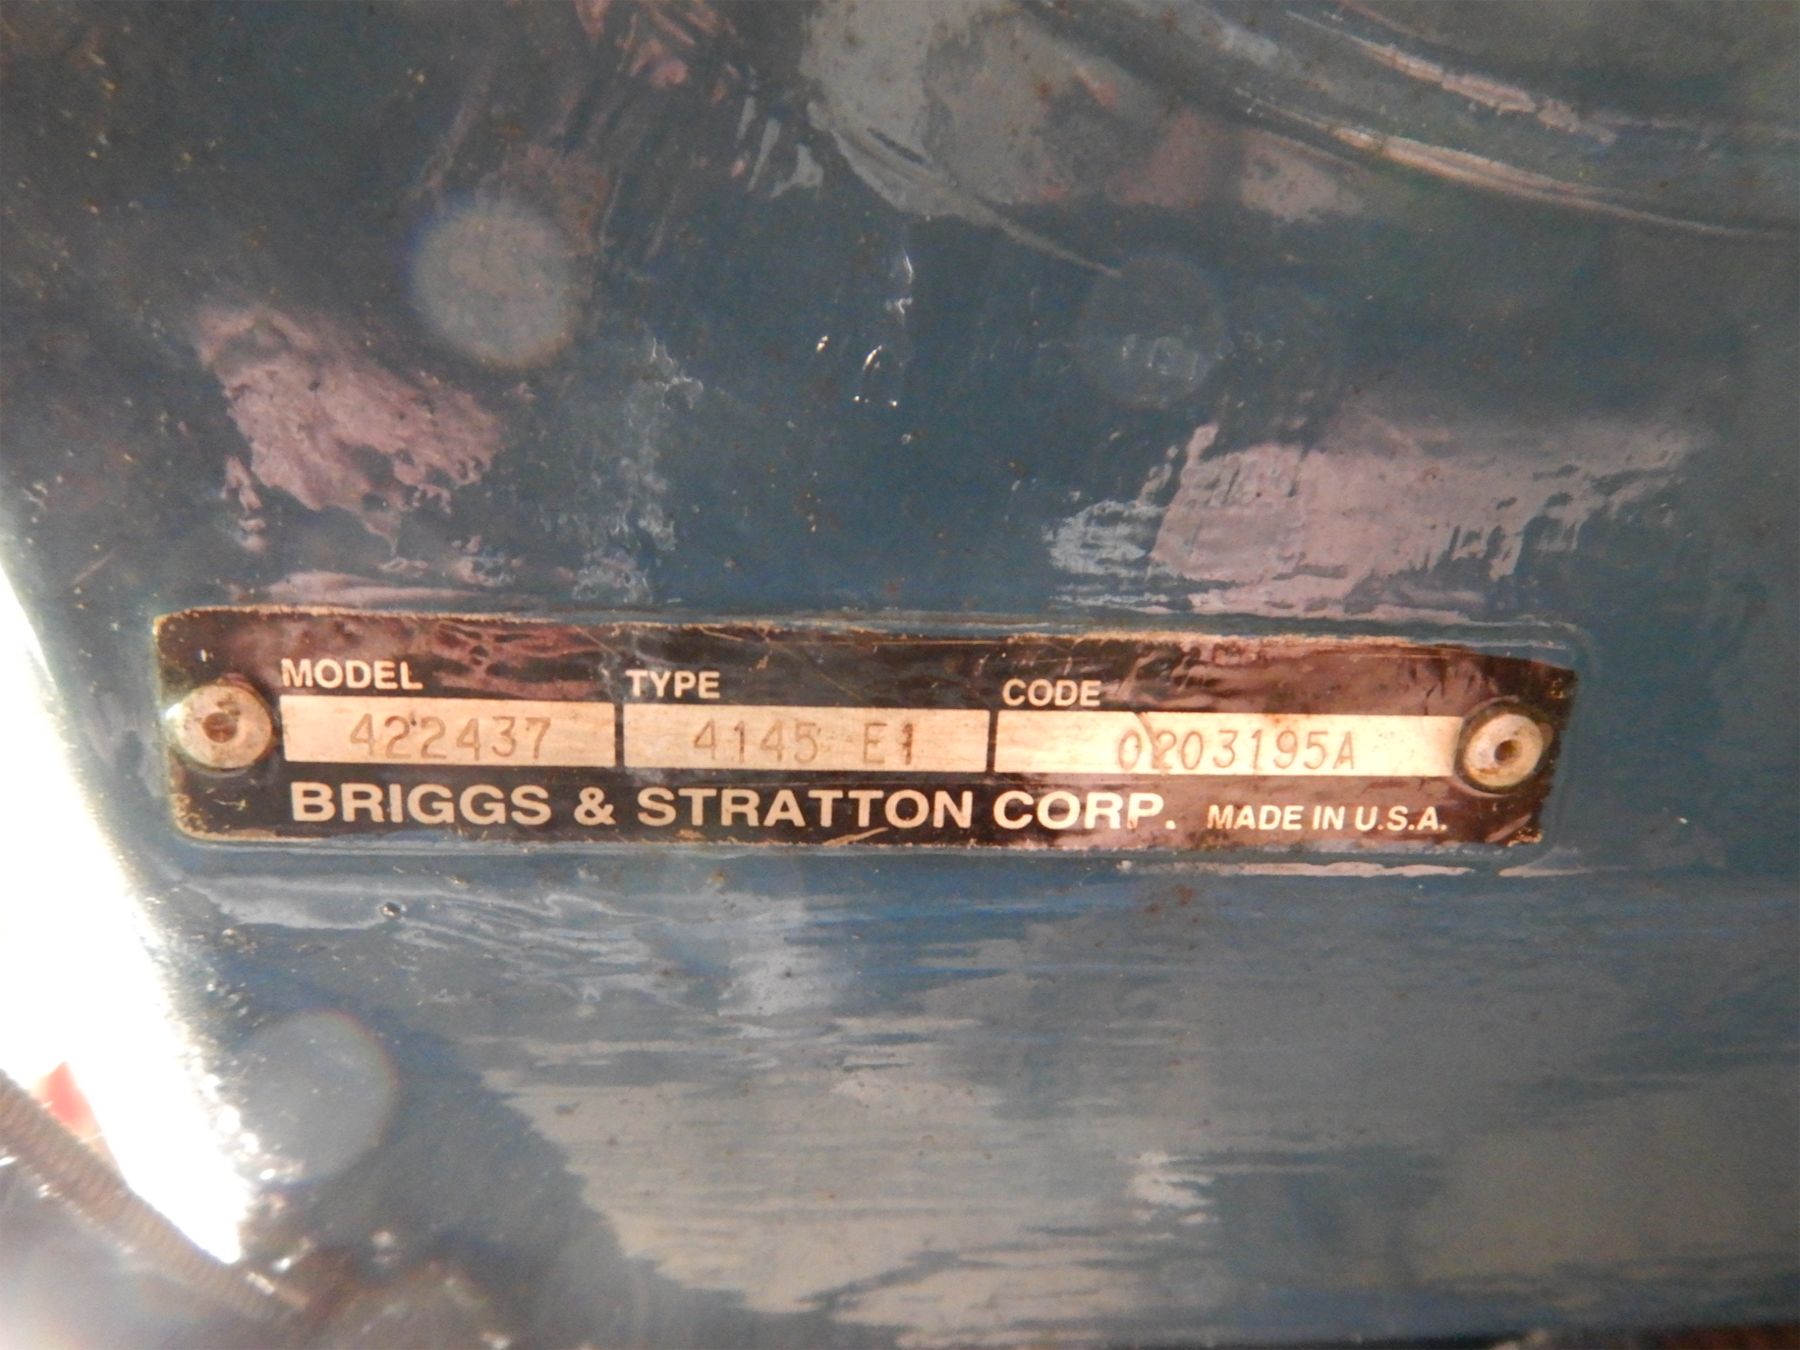 MODEL TYPE CODE
422437 4145 E1 0203195A
BRIGGS & STRATTON CORP. MADE IN U.S.A.